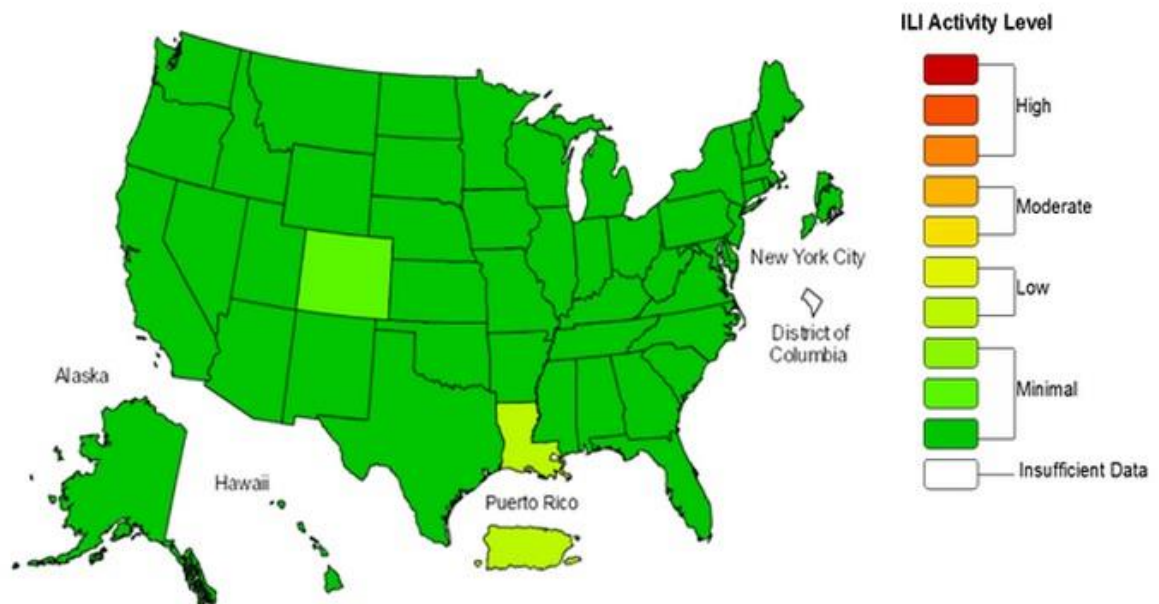 ILI Activity Level
High
Moderate
New York City
Low
District of
Columbia
Alaska
Minimal
Hawaii
Insufficient Data
Puerto Rico